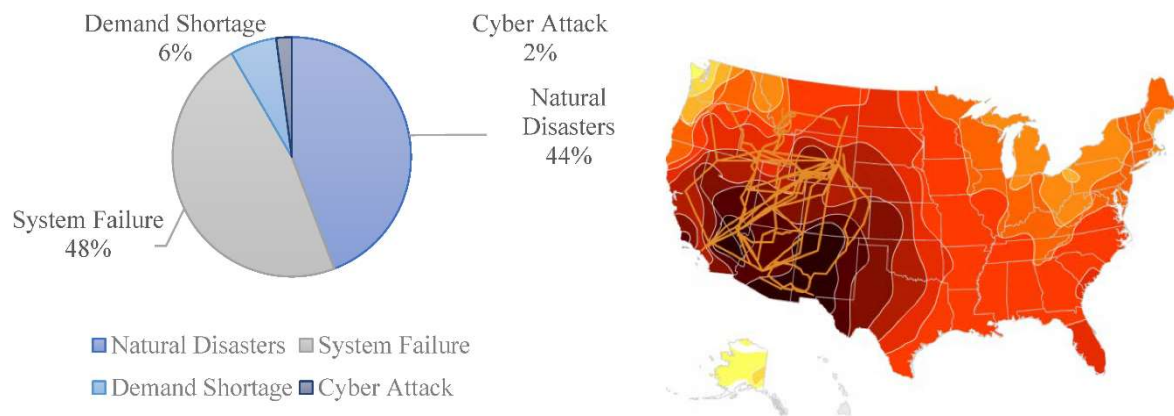 Demand Shortage
6%
Cyber Attack
2%
Natural
Disasters
44%
System Failure
48%
Natural Disasters System Failure
Demand Shortage Cyber Attack